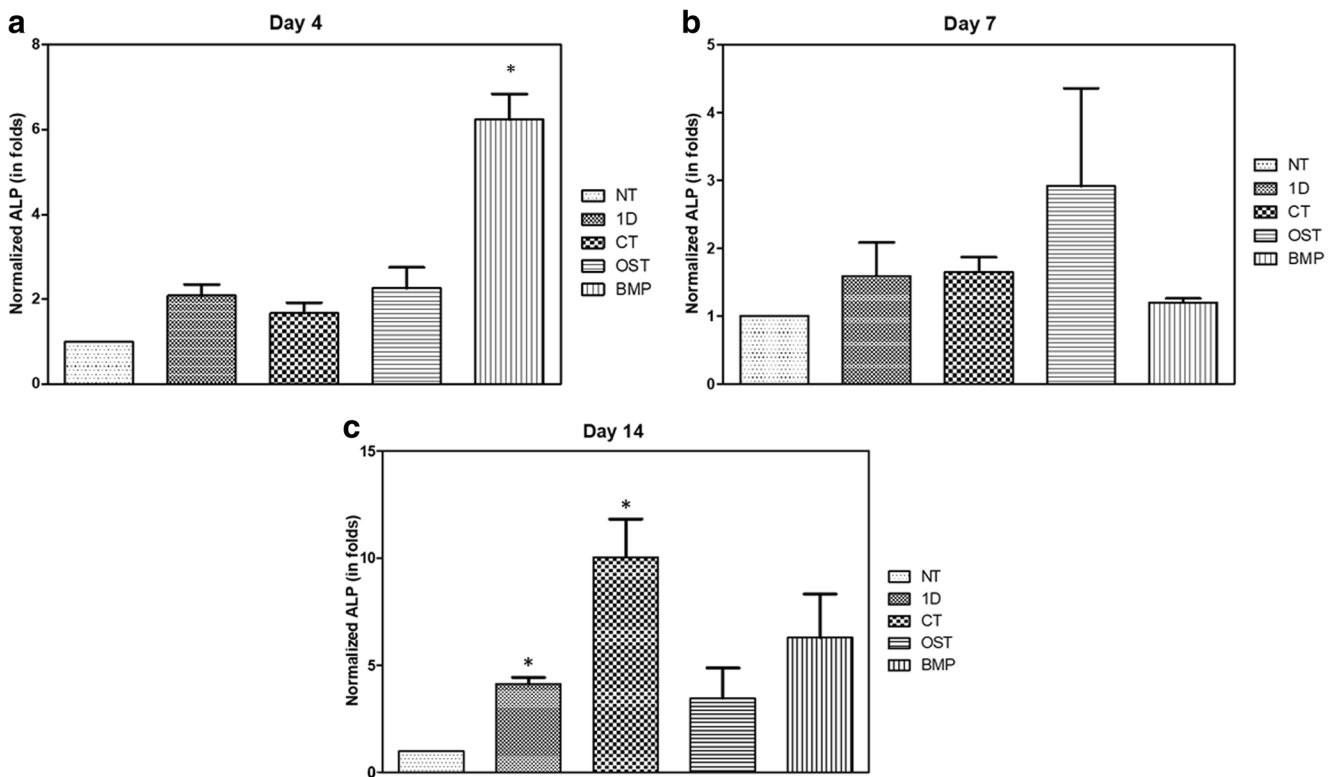 a
Day 4
Normalized ALP (in folds)
8
6
4
2
0
*
NT
1D
CT
OST
BMP
b
Day 7
Normalized ALP (in folds)
5
4
3
2
1
0
NT
1D
CT
OST
BMP
c
Day 14
Normalized ALP (in folds)
15
10
5
0
*
*
NT
1D
CT
OST
BMP